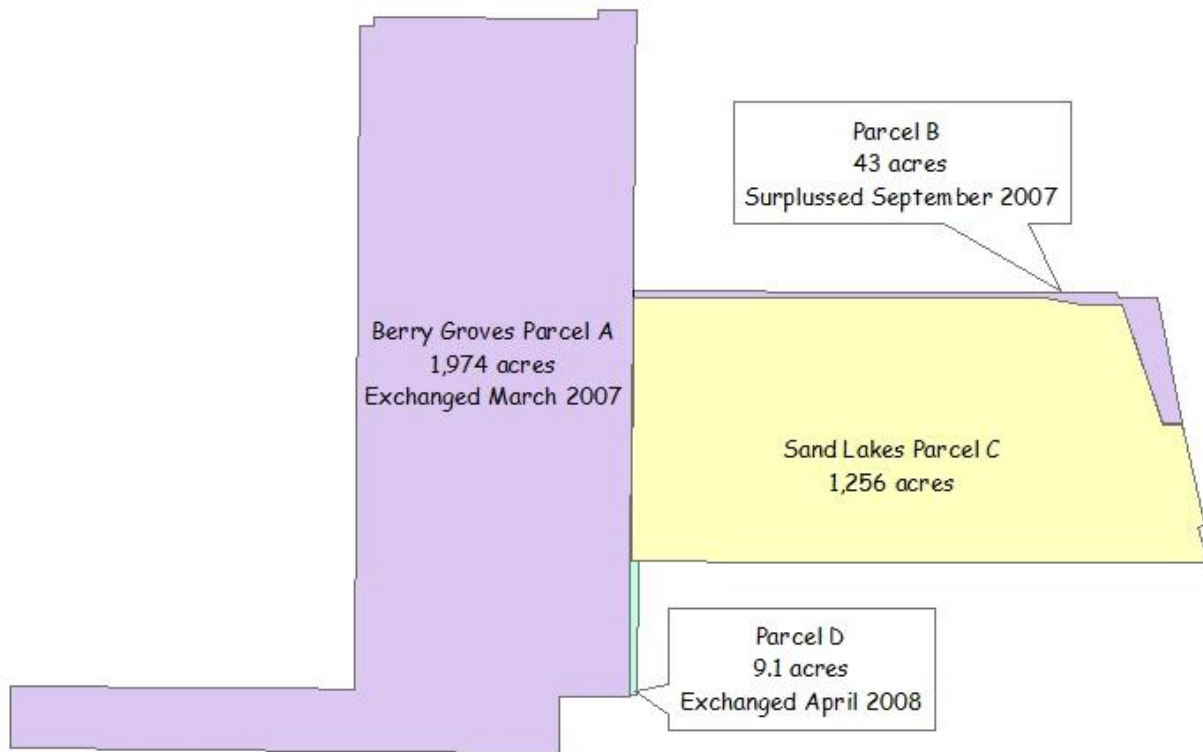 Parcel B
43 acres
Surplussed September 2007
Berry Groves Parcel A
1,974 acres
Exchanged March 2007
Sand Lakes Parcel C
1,256 acres
Parcel D
9.1 acres
Exchanged April 2008